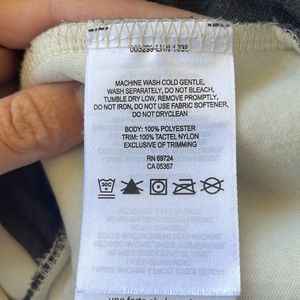 MACHINE WASH COLD GENTLE,
WASH SEPARATELY, DO NOT BLEACH,
TUMBLE DRY LOW, REMOVE PROMPTLY,
DO NOT IRON, DO NOT USE FABRIC SOFTENER,
DO NOT DRYCLEAN
BODY: 100% POLYESTER
TRIM: 100% TACTEL NYLON
EXCLUSIVE OF TRIMMING
RN 69724
CA 05367